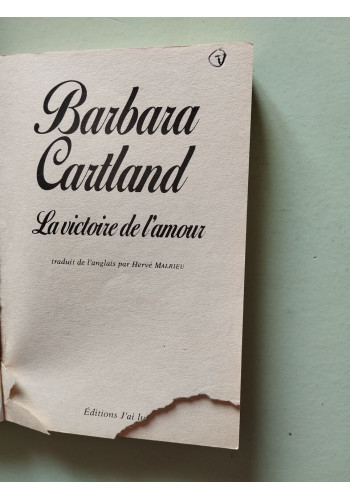 Barbara
Cartland
La victoire de l'amour
traduit de l'anglais par Hervé MALRIEU
Éditions J'ai lu